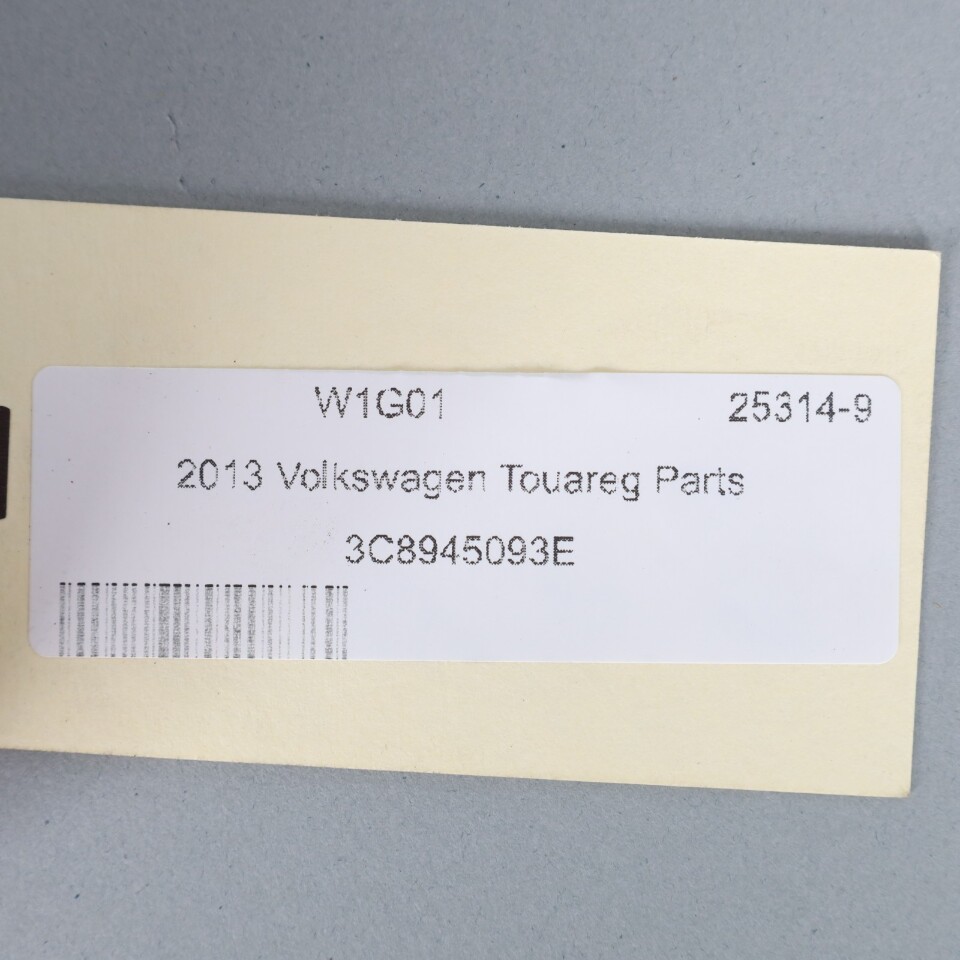 W1G01 25314-9
2013 Volkswagen Touareg Parts
3C8945093E